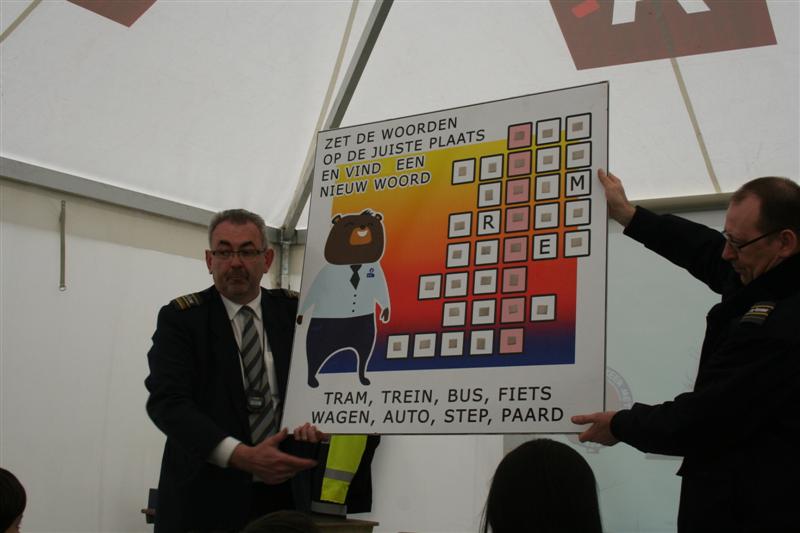 ZET DE WOORDEN
OP DE JUISTE PLAATS
EN VIND EEN
NIEUW WOORD
M
R
E
TRAM, TREIN, BUS, FIETS
WAGEN, AUTO, STEP, PAARD